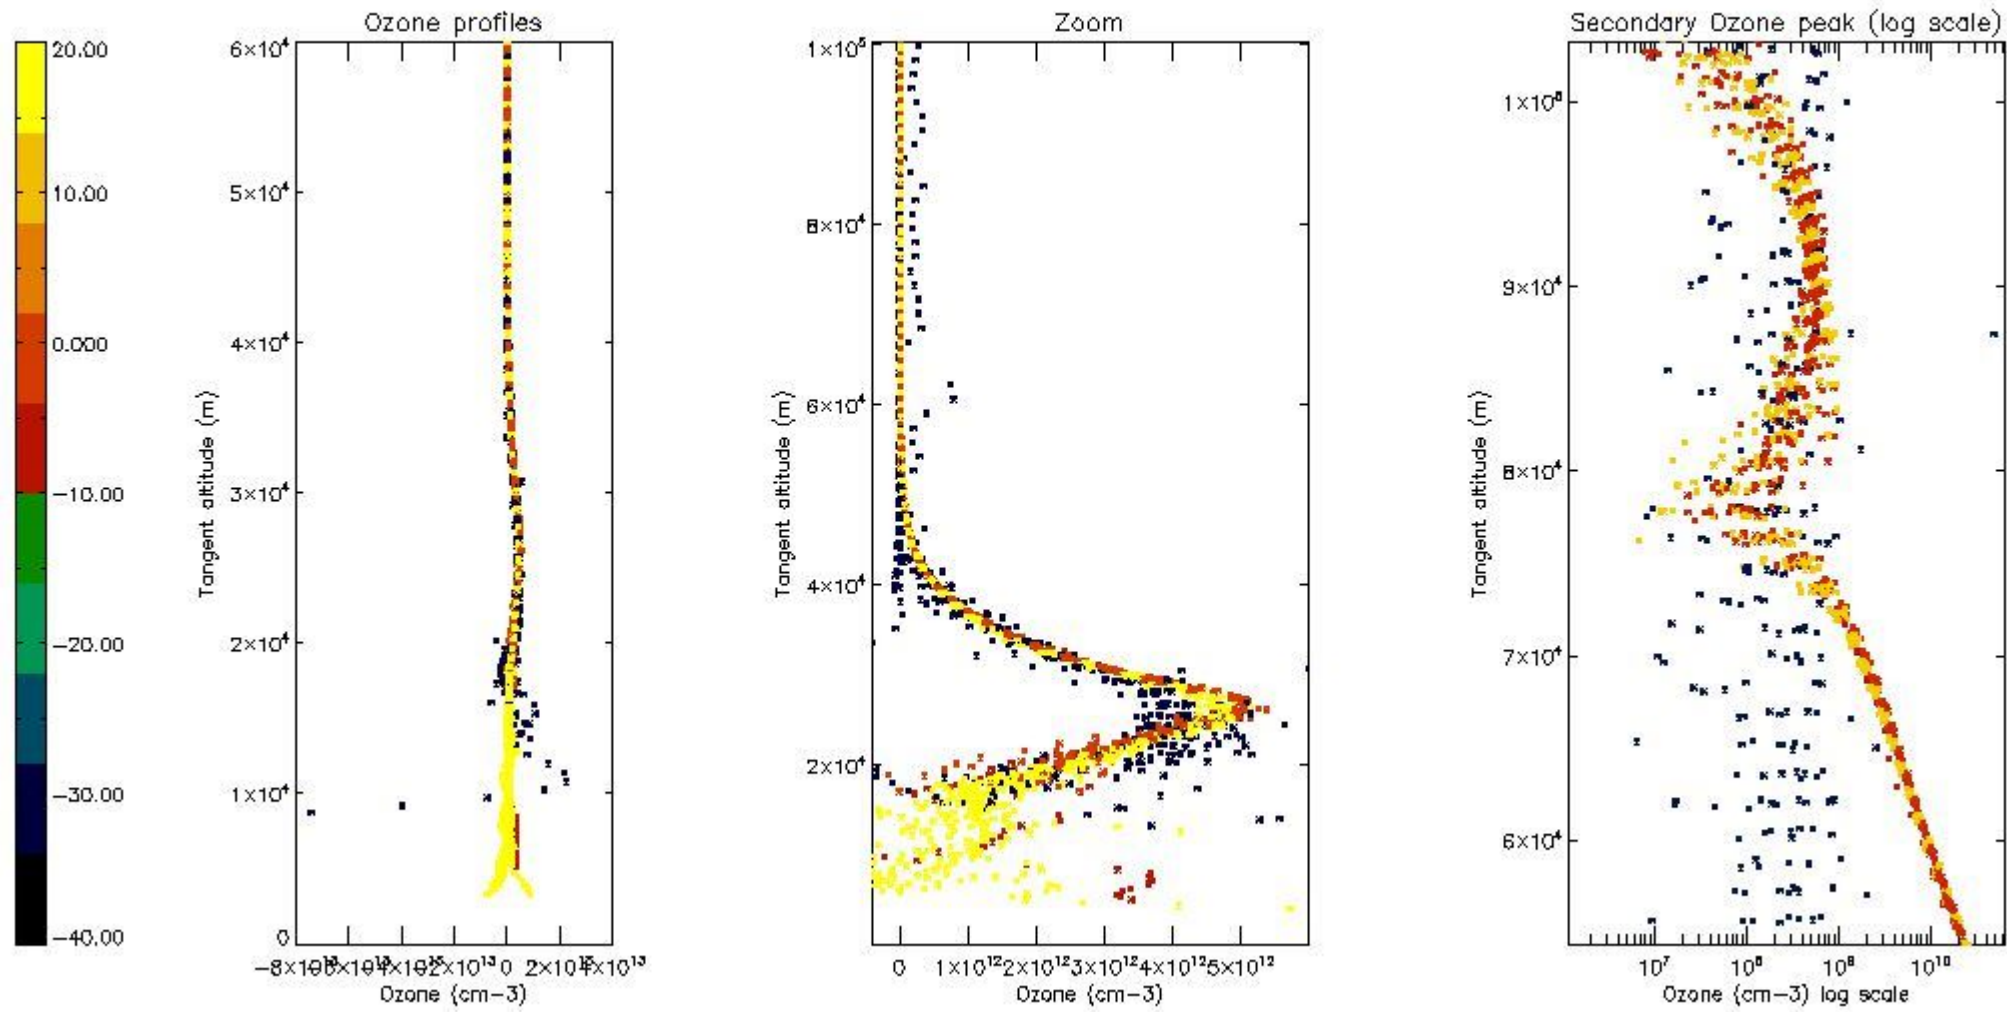 Ozone profiles
Zoom
Secondary Ozone peak (log scale)
20.00
10.00
0.000
−10.00
−20.00
−30.00
−40.00
6×10⁴
5×10⁴
4×10⁴
3×10⁴
2×10⁴
1×10⁴
0
Tangent altitude (m)
0
Ozone (cm−3)
1×10⁵
8×10⁴
6×10⁴
4×10⁴
2×10⁴
Tangent altitude (m)
0 1×10¹² 2×10¹² 3×10¹² 4×10¹² 5×10¹²
Ozone (cm−3)
9×10⁴
8×10⁴
7×10⁴
6×10⁴
Tangent altitude (m)
10⁷ 10⁸ 10⁹ 10¹⁰
Ozone (cm−3) log scale